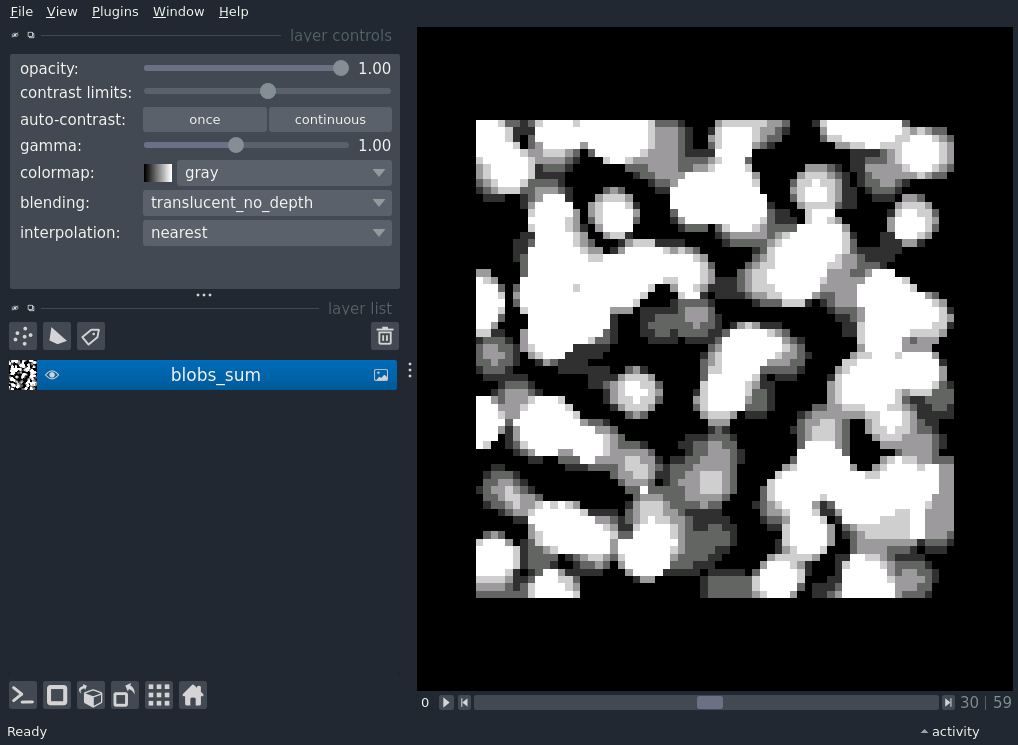 File View Plugins Window Help
layer controls
opacity: 1.00
contrast limits:
auto-contrast: once continuous
gamma: 1.00
colormap: gray
blending: translucent_no_depth
interpolation: nearest
layer list
blobs_sum
0 30 | 59
Ready activity